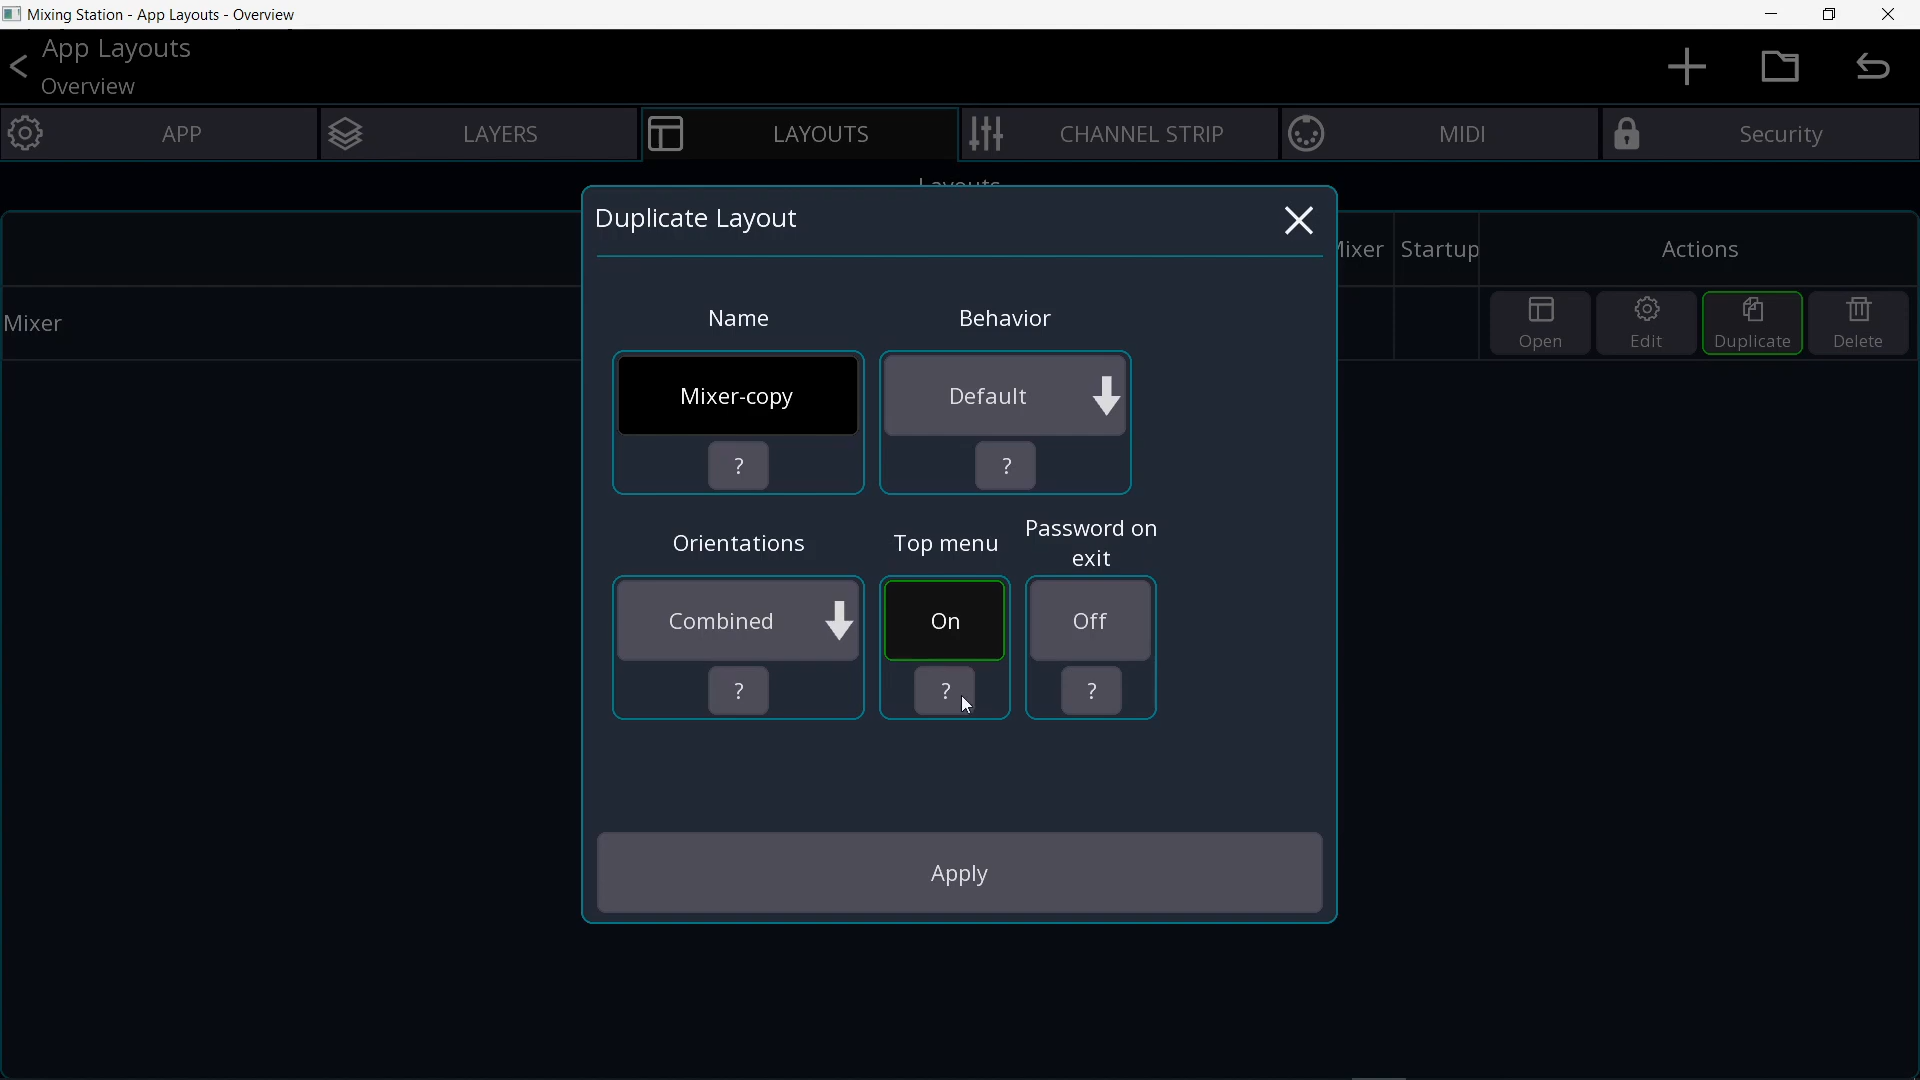 Mixing Station - App Layouts - Overview
App Layouts
Overview
APP
LAYERS
LAYOUTS
CHANNEL STRIP
MIDI
Security
Layouts
Duplicate Layout
Mixer
Startup
Actions
Mixer
Open
Edit
Duplicate
Delete
Name
Behavior
Mixer-copy
Default
?
?
Orientations
Top menu
Password on
exit
Combined
On
Off
?
?
?
Apply